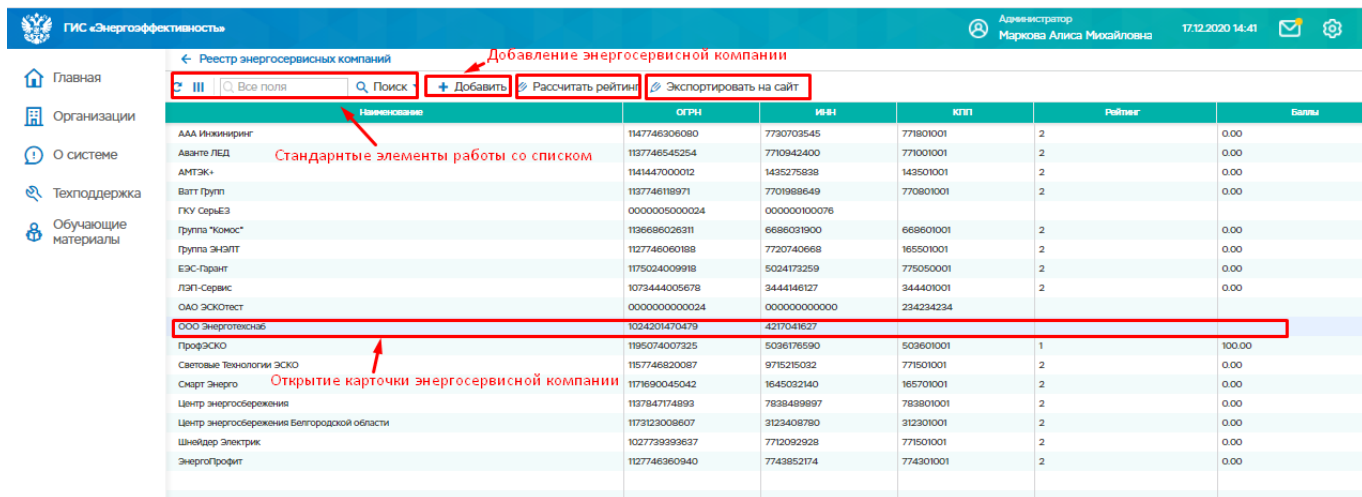 ГИС «Энергоэффективность»
Администратор
Маркова Алиса Михайловна
17.12.2020 14:41
Главная
Организации
О системе
Техподдержка
Обучающие
материалы
← Реестр энергосервисных компаний
Добавление энергосервисной компании
Все поля Поиск + Добавить Рассчитать рейтинг Экспортировать на сайт
Наименование ОГРН ИНН КПП Рейтинг Баллы
ААА Инжиниринг 1147746306080 7730703545 771801001 2 0.00
Аванте ЛЕД 1137746545254 7710942400 771001001 2 0.00
Стандарнтые элементы работы со списком
АМТЭК+ 1141447000012 1435275838 143501001 2 0.00
Ватт Групп 1137746118971 7701988649 770801001 2 0.00
ГКУ СерьЕЗ 0000005000024 000000100076
Группа "Комос" 1136686026311 6686031900 668601001 2 0.00
Группа ЭНЭЛТ 1127746060188 7720740668 165501001 2 0.00
ЕЭС-Гарант 1175024009918 5024173259 775050001 2 0.00
ЛЭП-Сервис 1073444005678 3444146127 344401001 2 0.00
ОАО ЭСКОтест 0000000000024 000000000000 234234234
ООО Энерготехснаб 1024201470479 4217041627
ПрофЭСКО 1195074007325 5036176590 503601001 1 100.00
Световые Технологии ЭСКО 1157746820087 9715215032 771501001 2 0.00
Открытие карточки энергосервисной компании
Смарт Энерго 1171690045042 1645032140 165701001 2 0.00
Центр энергосбережения 1137847174893 7838489897 783801001 2 0.00
Центр энергосбережения Белгородской области 1173123008607 3123408780 312301001 2 0.00
Шнейдер Электрик 1027739393637 7712092928 771501001 2 0.00
ЭнергоПрофит 1127746360940 7743852174 774301001 2 0.00